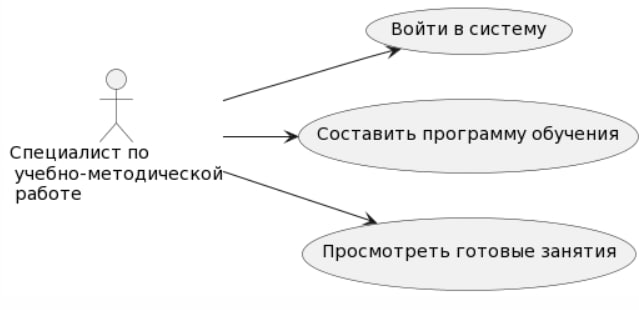 Войти в систему
Составить программу обучения
Специалист по
учебно-методической
работе
Просмотреть готовые занятия